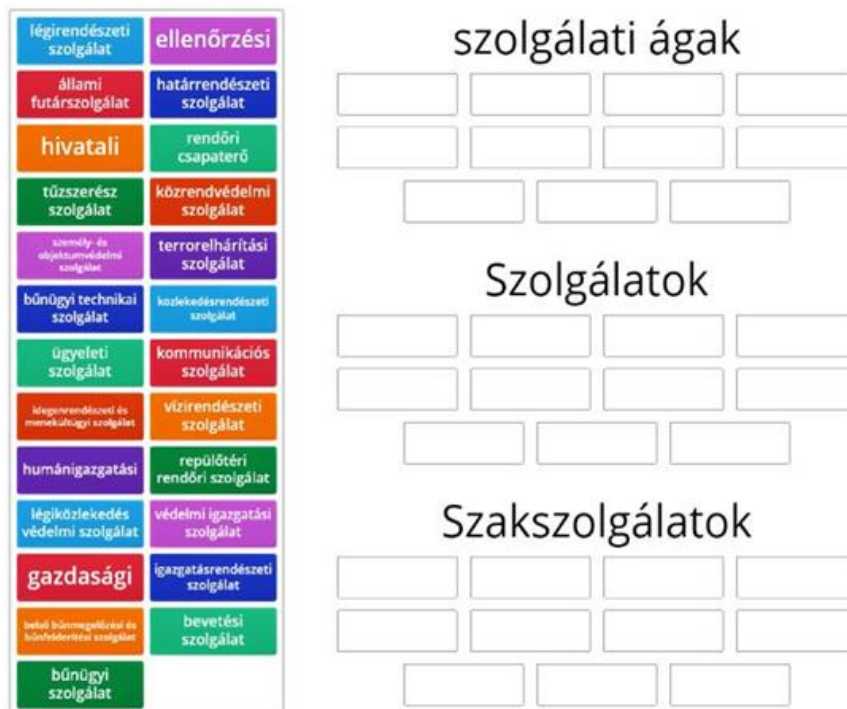 légirendészeti
szolgálat
ellenőrzési
állami
futárszolgálat
határrendészeti
szolgálat
hivatali
rendőri
csapaterő
tűzszerész
szolgálat
közrendvédelmi
szolgálat
személy- és
objektumvédelmi
szolgálat
terrorelhárítási
szolgálat
bűnügyi technikai
szolgálat
közlekedésrendészeti
szolgálat
ügyeleti
szolgálat
kommunikációs
szolgálat
idegenrendészeti és
menekültügyi szolgálat
vízirendészeti
szolgálat
humánigazgatási
repülőtéri
rendőri szolgálat
légiközlekedés
védelmi szolgálat
védelmi igazgatási
szolgálat
gazdasági
igazgatásrendészeti
szolgálat
belső bűnmegelőzési és
bűnfelderítési szolgálat
bevetési
szolgálat
bűnügyi
szolgálat
szolgálati ágak
Szolgálatok
Szakszolgálatok